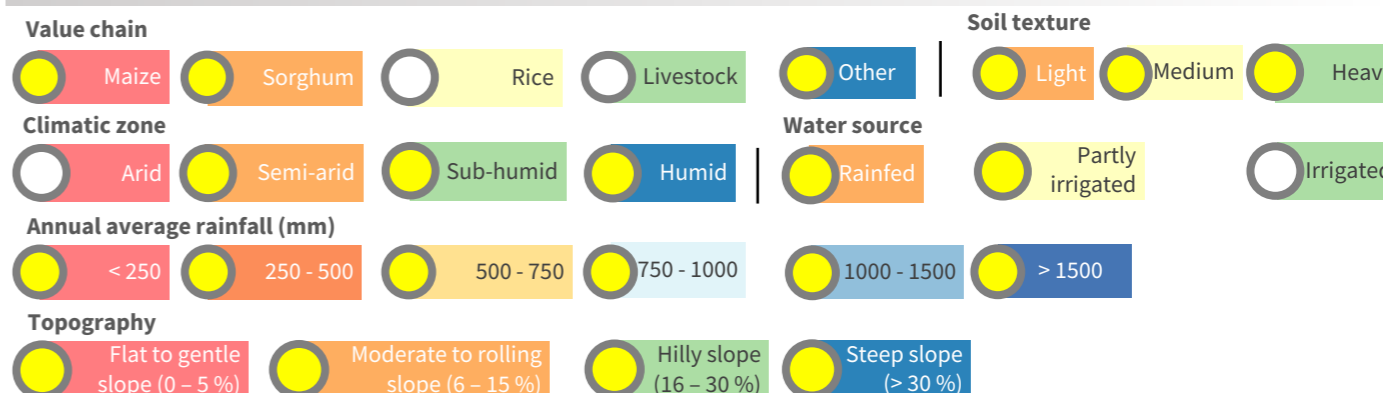 Value chain
Soil texture
Maize
Sorghum
Rice
Livestock
Other
Light
Medium
Heav
Climatic zone
Water source
Arid
Semi-arid
Sub-humid
Humid
Rainfed
Partly
irrigated
Irrigated
Annual average rainfall (mm)
< 250
250 - 500
500 - 750
750 - 1000
1000 - 1500
> 1500
Topography
Flat to gentle
slope (0 – 5 %)
Moderate to rolling
slope (6 – 15 %)
Hilly slope
(16 – 30 %)
Steep slope
(> 30 %)